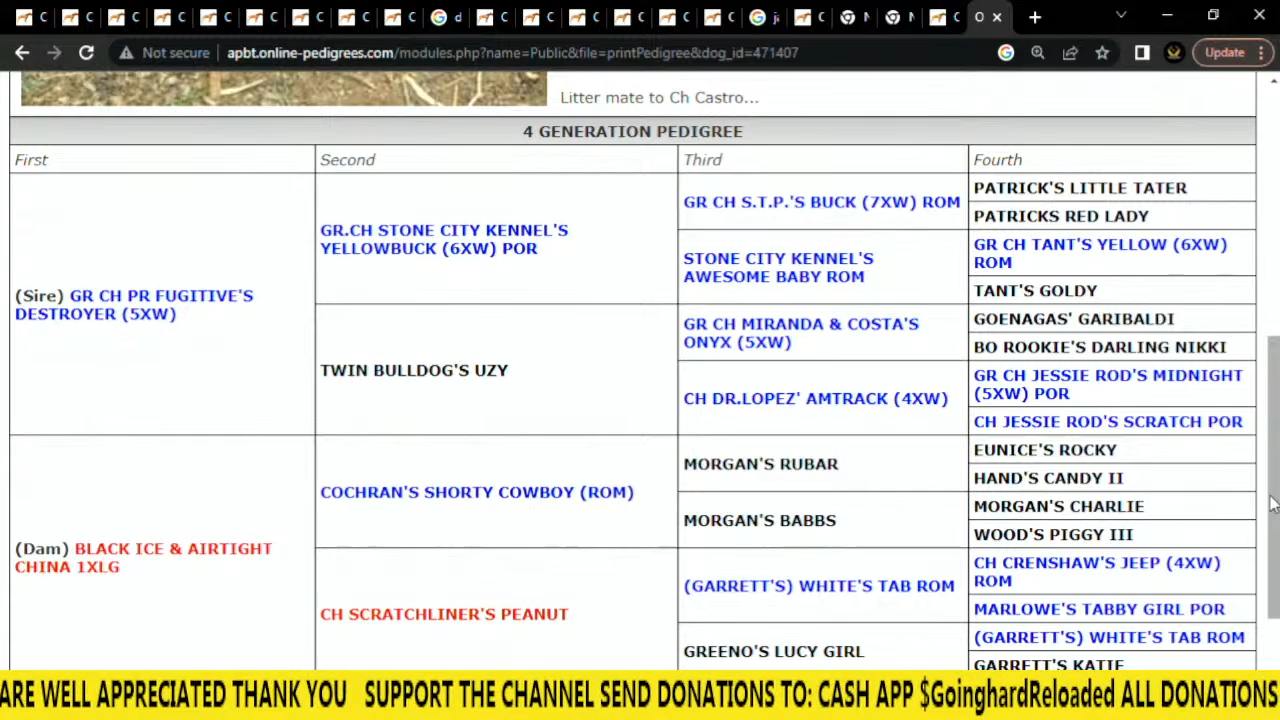 C
C
C
C
C
C
C
C
C
d
C
C
C
C
C
C
C
N
N
C
O
Not secure
apbt.online-pedigrees.com/modules.php?name=Public&file=printPedigree&dog_id=471407
Update
Litter mate to Ch Castro...
4 GENERATION PEDIGREE
First
Second
Third
Fourth
(Sire) GR CH PR FUGITIVE'S
DESTROYER (5XW)
GR.CH STONE CITY KENNEL'S
YELLOWBUCK (6XW) POR
GR CH S.T.P.'S BUCK (7XW) ROM
PATRICK'S LITTLE TATER
PATRICKS RED LADY
STONE CITY KENNEL'S
AWESOME BABY ROM
GR CH TANT'S YELLOW (6XW)
ROM
TANT'S GOLDY
TWIN BULLDOG'S UZY
GR CH MIRANDA & COSTA'S
ONYX (5XW)
GOENAGAS' GARIBALDI
BO ROOKIE'S DARLING NIKKI
CH DR.LOPEZ' AMTRACK (4XW)
GR CH JESSIE ROD'S MIDNIGHT
(5XW) POR
CH JESSIE ROD'S SCRATCH POR
(Dam) BLACK ICE & AIRTIGHT
CHINA 1XLG
COCHRAN'S SHORTY COWBOY (ROM)
MORGAN'S RUBAR
EUNICE'S ROCKY
HAND'S CANDY II
MORGAN'S BABBS
MORGAN'S CHARLIE
WOOD'S PIGGY III
CH SCRATCHLINER'S PEANUT
(GARRETT'S) WHITE'S TAB ROM
CH CRENSHAW'S JEEP (4XW)
ROM
MARLOWE'S TABBY GIRL POR
GREENO'S LUCY GIRL
(GARRETT'S) WHITE'S TAB ROM
GARRETT'S KATIE
ARE WELL APPRECIATED THANK YOU SUPPORT THE CHANNEL SEND DONATIONS TO: CASH APP $GoinghardReloaded ALL DONATIONS